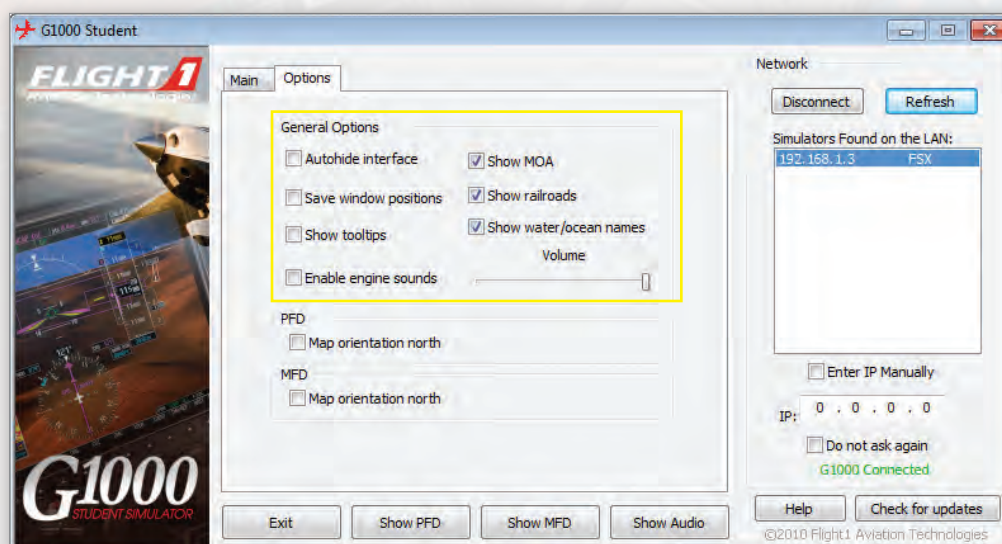 G1000 Student
FLIGHT1
Main
Options
General Options
Autohide interface
Show MOA
Save window positions
Show railroads
Show tooltips
Show water/ocean names
Enable engine sounds
Volume
PFD
Map orientation north
MFD
Map orientation north
G1000
STUDENT SIMULATOR
Exit
Show PFD
Show MFD
Show Audio
Network
Disconnect
Refresh
Simulators Found on the LAN:
192.168.1.3 FSX
Enter IP Manually
IP: 0 . 0 . 0 . 0
Do not ask again
G1000 Connected
Help
Check for updates
©2010 Flight1 Aviation Technologies